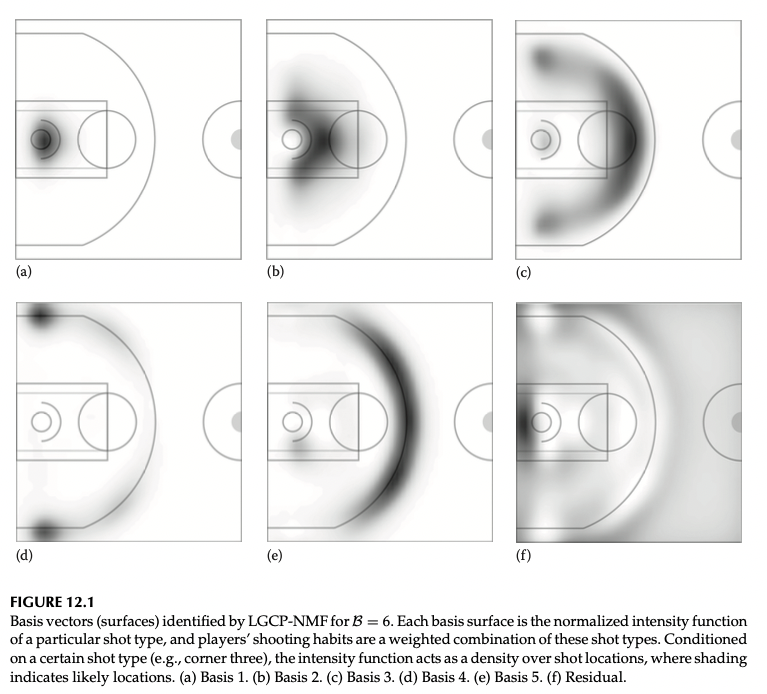 (a)
(b)
(c)
(d)
(e)
(f)
FIGURE 12.1
Basis vectors (surfaces) identified by LGCP-NMF for 𝓑 = 6. Each basis surface is the normalized intensity function
of a particular shot type, and players’ shooting habits are a weighted combination of these shot types. Conditioned
on a certain shot type (e.g., corner three), the intensity function acts as a density over shot locations, where shading
indicates likely locations. (a) Basis 1. (b) Basis 2. (c) Basis 3. (d) Basis 4. (e) Basis 5. (f) Residual.